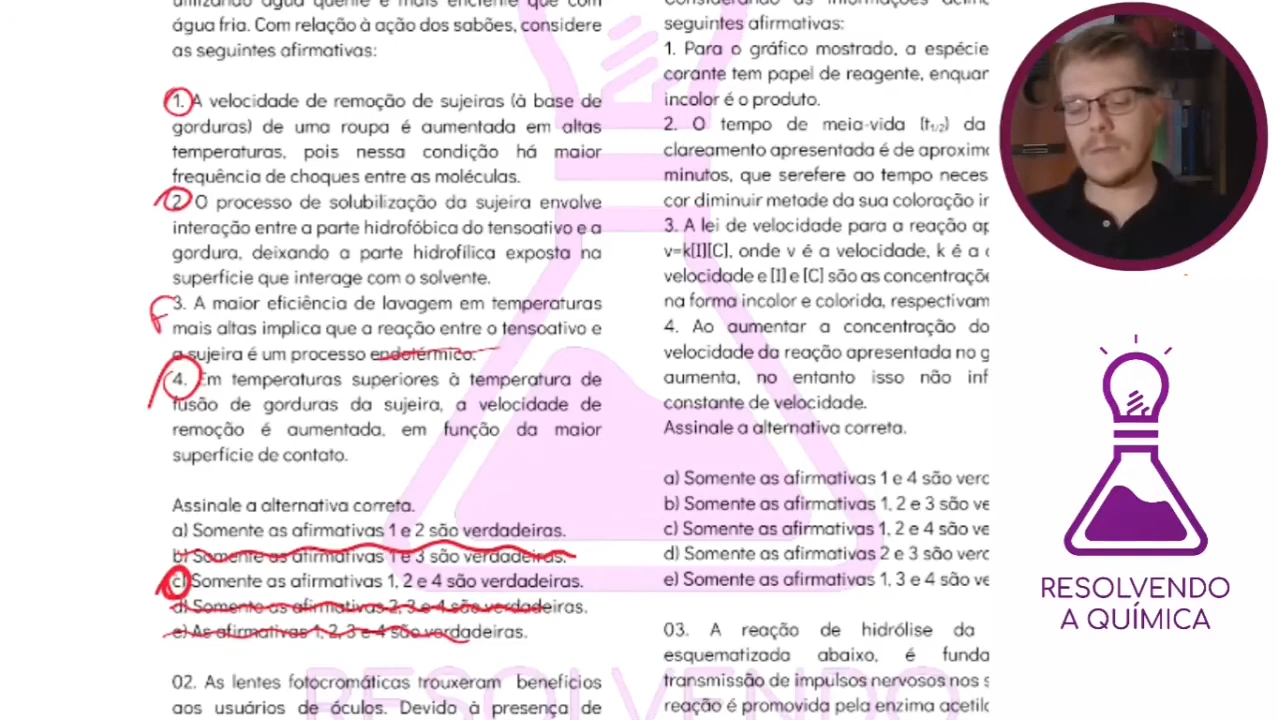 água fria. Com relação à ação dos sabões, considere
as seguintes afirmativas:
1. A velocidade de remoção de sujeiras (à base de
gorduras) de uma roupa é aumentada em altas
temperaturas, pois nessa condição há maior
frequência de choques entre as moléculas.
2. O processo de solubilização da sujeira envolve
interação entre a parte hidrofóbica do tensoativo e a
gordura, deixando a parte hidrofílica exposta na
superfície que interage com o solvente.
3. A maior eficiência de lavagem em temperaturas
mais altas implica que a reação entre o tensoativo e
a sujeira é um processo endotérmico.
4. Em temperaturas superiores à temperatura de
fusão de gorduras da sujeira, a velocidade de
remoção é aumentada, em função da maior
superfície de contato.
Assinale a alternativa correta.
a) Somente as afirmativas 1 e 2 são verdadeiras.
b) Somente as afirmativas 1 e 3 são verdadeiras.
c) Somente as afirmativas 1, 2 e 4 são verdadeiras.
d) Somente as afirmativas 2, 3 e 4 são verdadeiras.
e) As afirmativas 1, 2, 3 e 4 são verdadeiras.
02. As lentes fotocromáticas trouxeram benefícios
aos usuários de óculos. Devido à presença de
seguintes afirmativas:
1. Para o gráfico mostrado, a espécie
corante tem papel de reagente, enquan
incolor é o produto.
2. O tempo de meia-vida (t1/2) da
clareamento apresentada é de aproxim
minutos, que serefere ao tempo neces
cor diminuir metade da sua coloração in
3. A lei de velocidade para a reação ap
v=k[I][C], onde v é a velocidade, k é a
velocidade e [I] e [C] são as concentraçõe
na forma incolor e colorida, respectivam
4. Ao aumentar a concentração do
velocidade da reação apresentada no g
aumenta, no entanto isso não inf
constante de velocidade.
Assinale a alternativa correta.
a) Somente as afirmativas 1 e 4 são verd
b) Somente as afirmativas 1, 2 e 3 são ve
c) Somente as afirmativas 1, 2 e 4 são ve
d) Somente as afirmativas 2 e 3 são verd
e) Somente as afirmativas 1, 3 e 4 são ve
03. A reação de hidrólise da
esquematizada abaixo, é funda
transmissão de impulsos nervosos nos s
reação é promovida pela enzima acetilc
RESOLVENDO
RESOLVENDO
A QUÍMICA